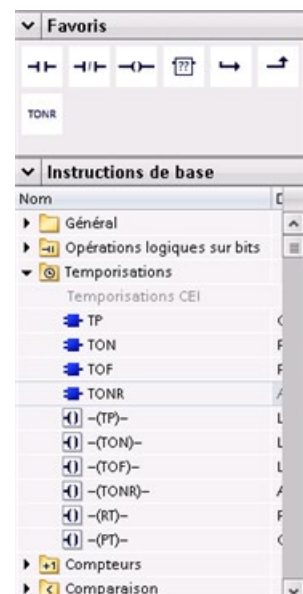 Favoris
??
TONR
Instructions de base
Nom D
Général
Opérations logiques sur bits
Temporisations
Temporisations CEI
TP
TON
TOF
TONR
–(TP)–
–(TON)–
–(TOF)–
–(TONR)–
–(RT)–
–(PT)–
Compteurs
Comparaison